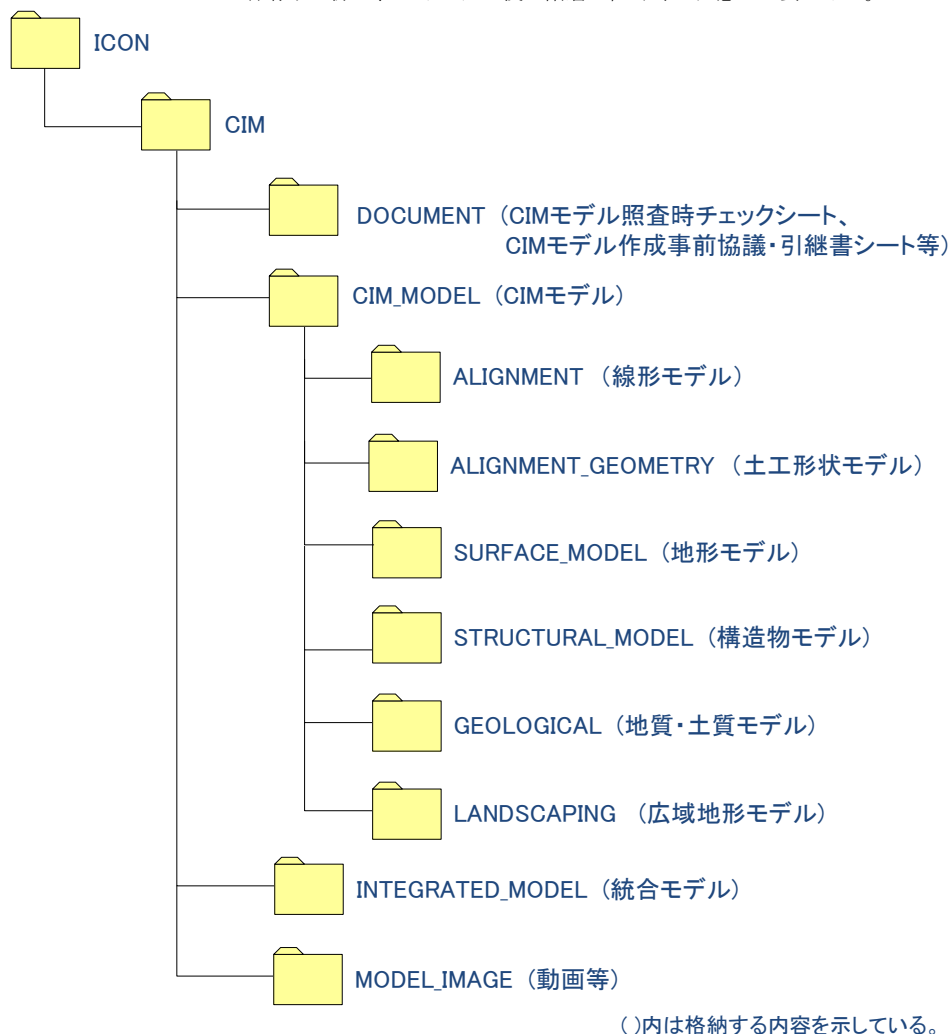 ICON
CIM
DOCUMENT（CIMモデル照査時チェックシート、
CIMモデル作成事前協議・引継書シート等）
CIM_MODEL（CIMモデル）
ALIGNMENT （線形モデル）
ALIGNMENT_GEOMETRY （土工形状モデル）
SURFACE_MODEL（地形モデル）
STRUCTURAL_MODEL（構造物モデル）
GEOLOGICAL（地質・土質モデル）
LANDSCAPING （広域地形モデル）
INTEGRATED_MODEL（統合モデル）
MODEL_IMAGE（動画等）
( )内は格納する内容を示している。